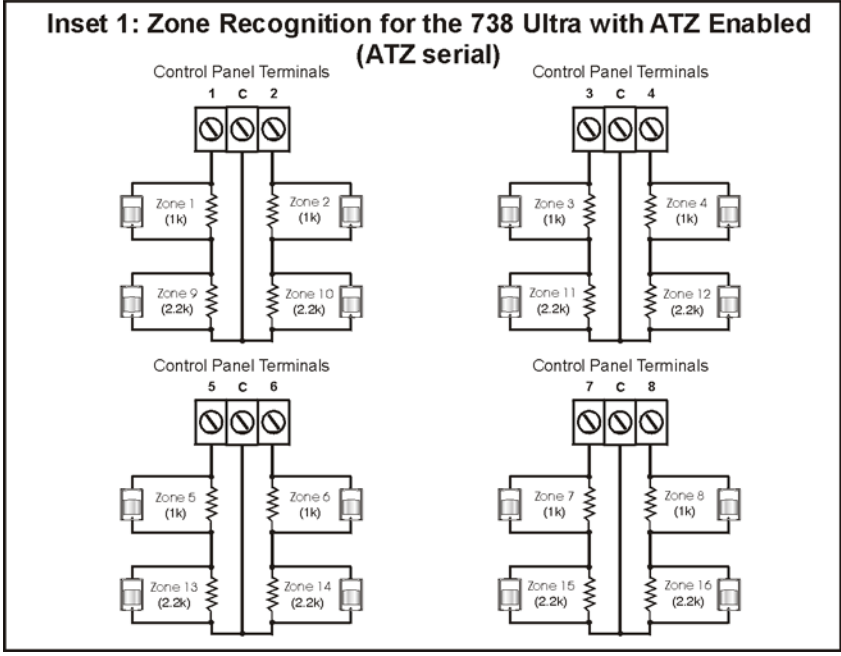 Inset 1: Zone Recognition for the 738 Ultra with ATZ Enabled
(ATZ serial)
Control Panel Terminals
1 C 2
Zone 1
(1k)
Zone 2
(1k)
Zone 9
(2.2k)
Zone 10
(2.2k)
Control Panel Terminals
3 C 4
Zone 3
(1k)
Zone 4
(1k)
Zone 11
(2.2k)
Zone 12
(2.2k)
Control Panel Terminals
5 C 6
Zone 5
(1k)
Zone 6
(1k)
Zone 13
(2.2k)
Zone 14
(2.2k)
Control Panel Terminals
7 C 8
Zone 7
(1k)
Zone 8
(1k)
Zone 15
(2.2k)
Zone 16
(2.2k)